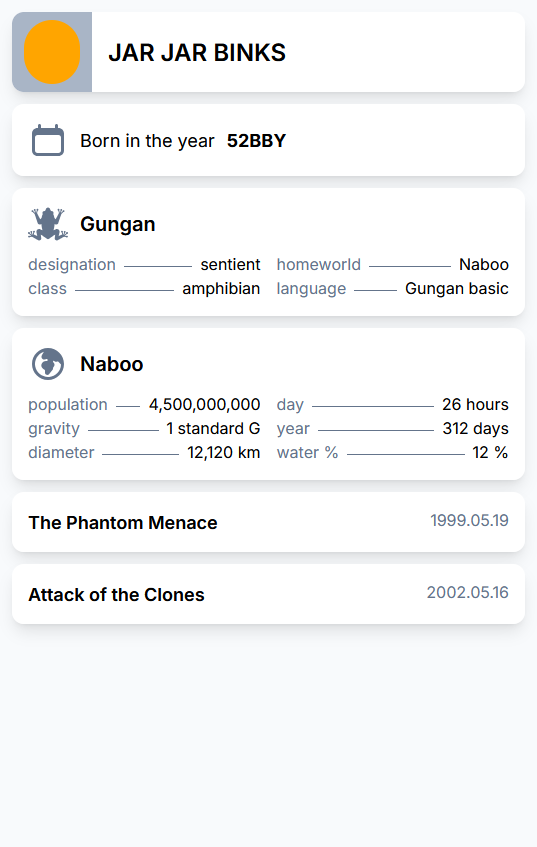 JAR JAR BINKS
Born in the year 52BBY
Gungan
designation sentient homeworld Naboo
class amphibian language Gungan basic
Naboo
population 4,500,000,000 day 26 hours
gravity 1 standard G year 312 days
diameter 12,120 km water % 12 %
The Phantom Menace 1999.05.19
Attack of the Clones 2002.05.16